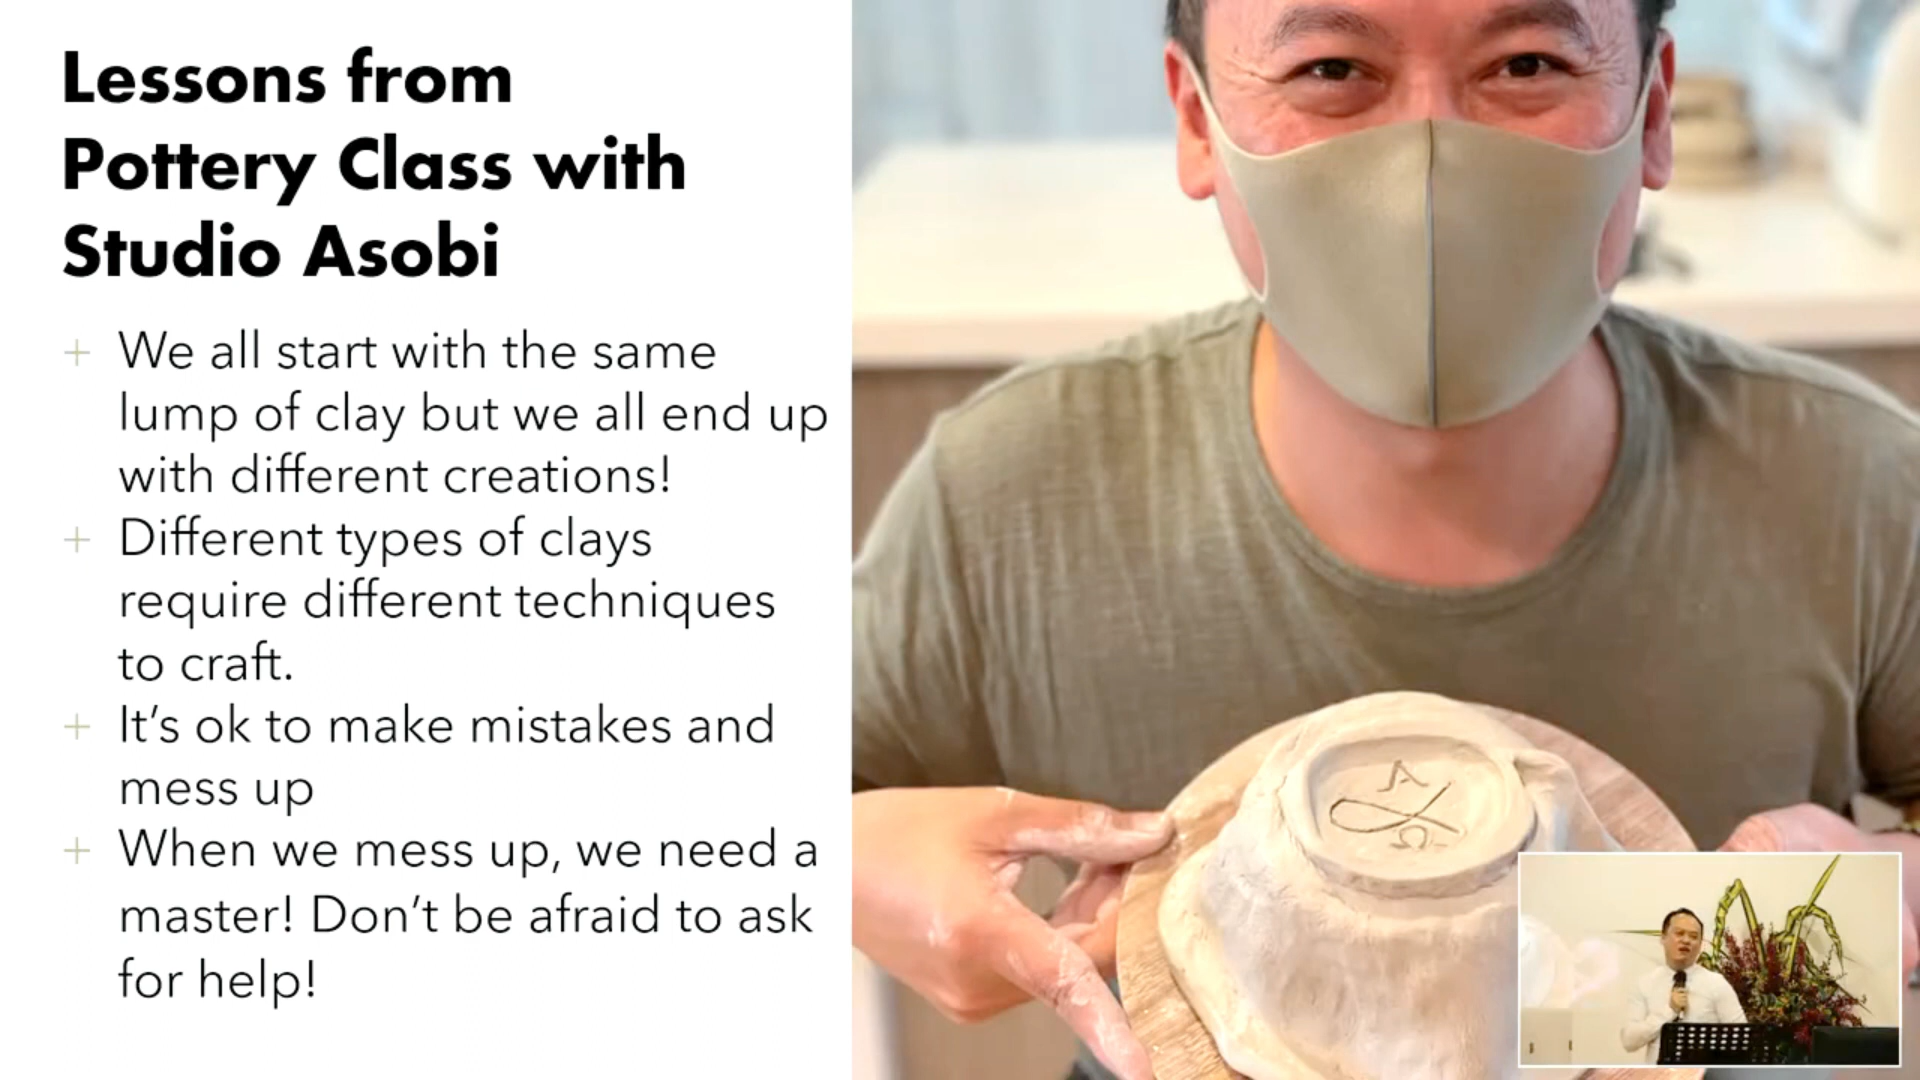 Lessons from
Pottery Class with
Studio Asobi
+ We all start with the same
lump of clay but we all end up
with different creations!
+ Different types of clays
require different techniques
to craft.
+ It's ok to make mistakes and
mess up
+ When we mess up, we need a
master! Don't be afraid to ask
for help!